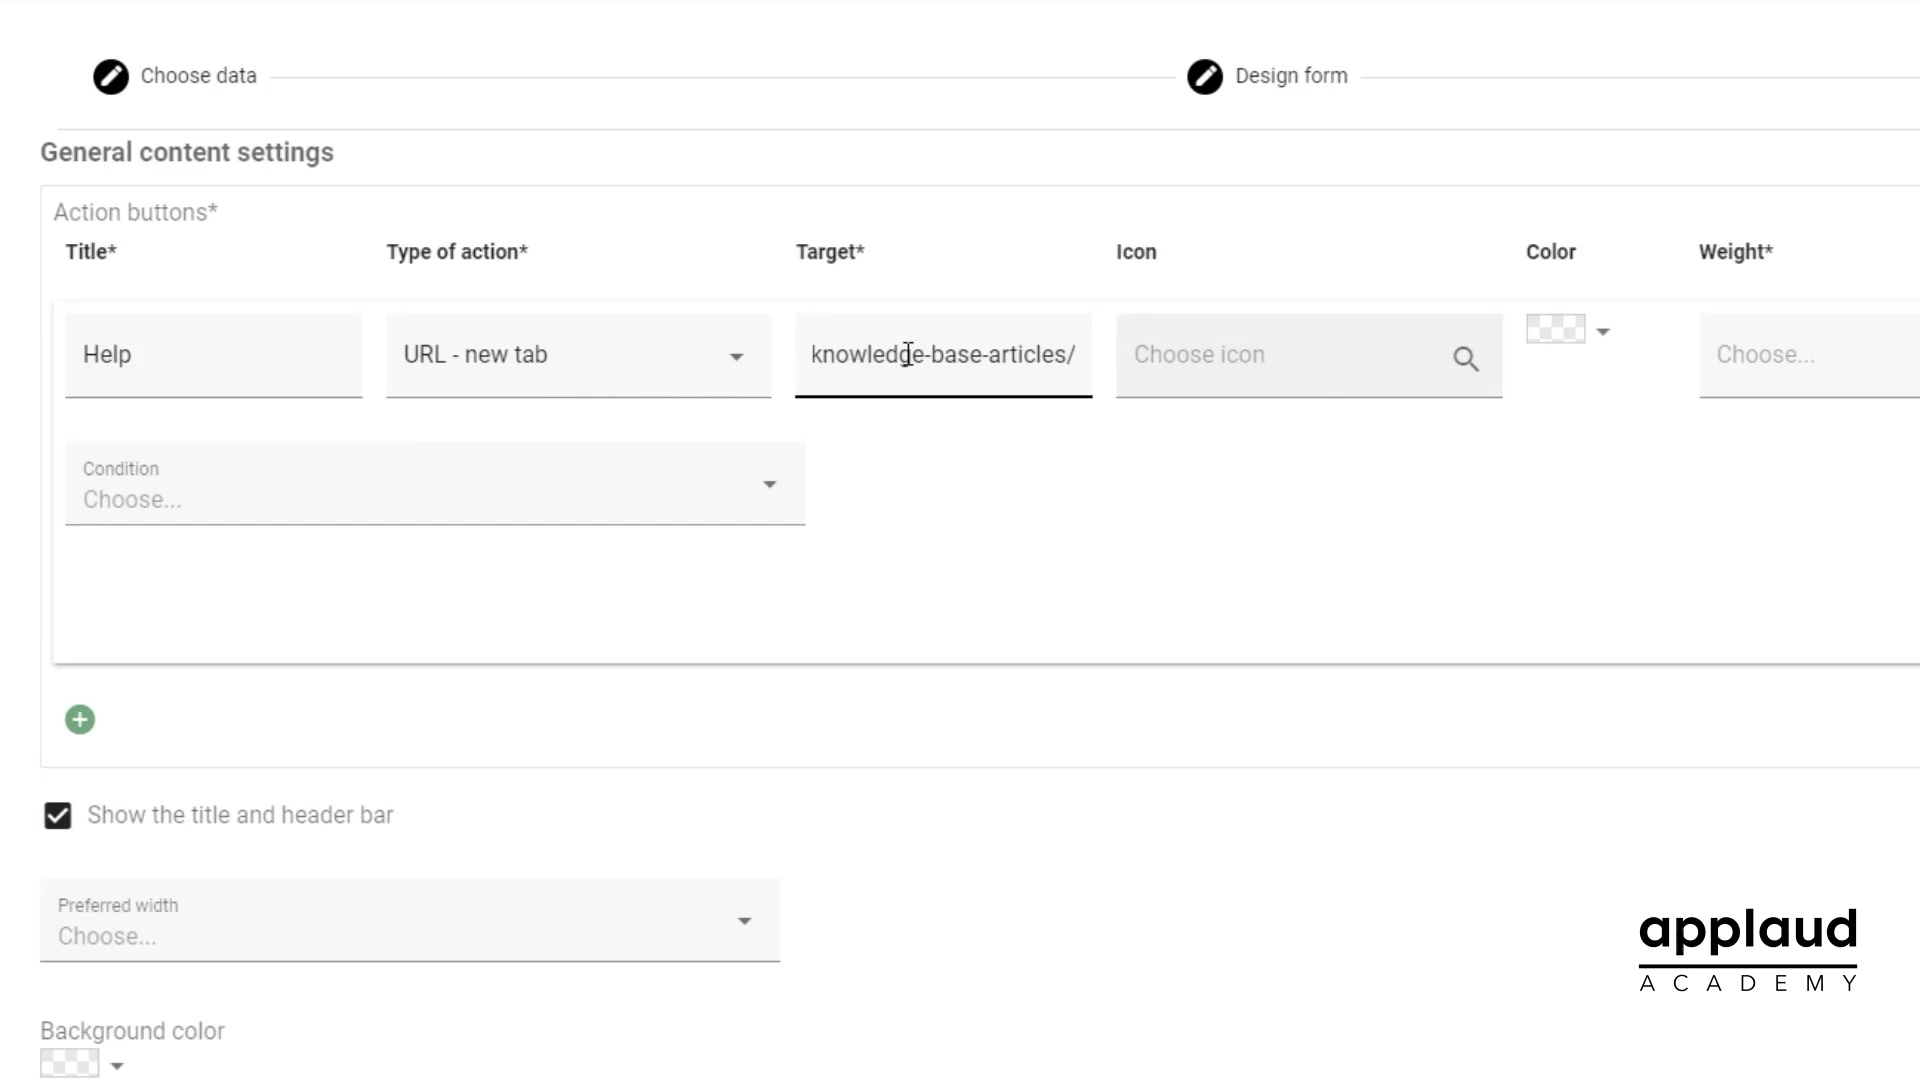 Choose data
Design form
General content settings
Action buttons*
Title*
Type of action*
Target*
Icon
Color
Weight*
Help
URL - new tab
knowledge-base-articles/
Choose icon
Choose...
Condition
Choose...
Show the title and header bar
Preferred width
Choose...
applaud
ACADEMY
Background color